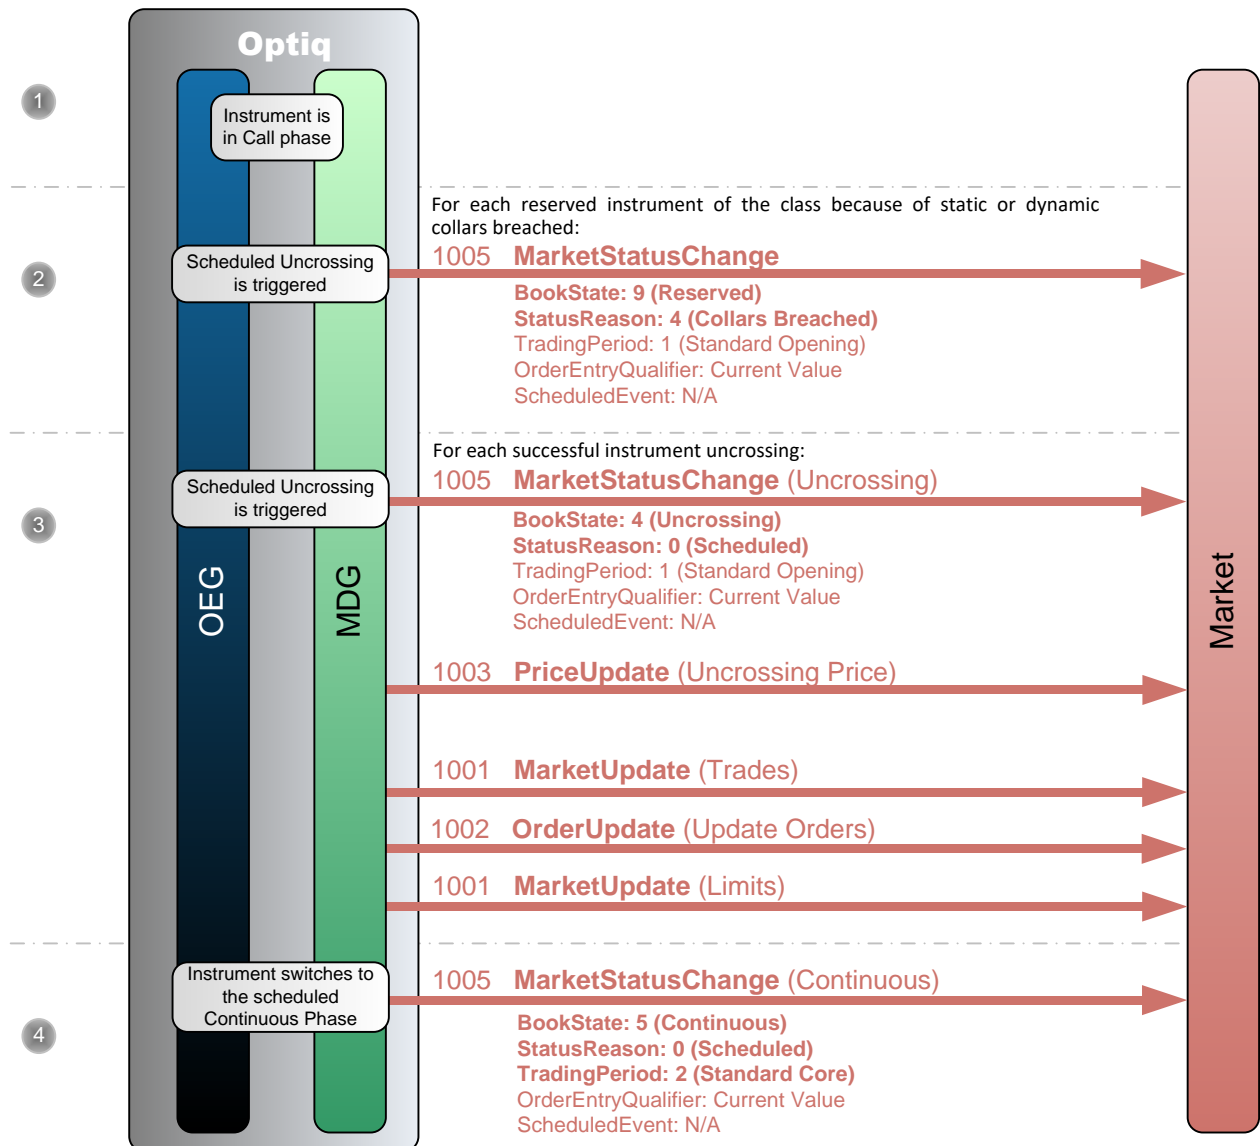 Optiq
1
Instrument is
in Call phase
For each reserved instrument of the class because of static or dynamic
collars breached:
1005 MarketStatusChange
2
Scheduled Uncrossing
is triggered
BookState: 9 (Reserved)
StatusReason: 4 (Collars Breached)
TradingPeriod: 1 (Standard Opening)
OrderEntryQualifier: Current Value
ScheduledEvent: N/A
For each successful instrument uncrossing:
1005 MarketStatusChange (Uncrossing)
3
Scheduled Uncrossing
is triggered
BookState: 4 (Uncrossing)
StatusReason: 0 (Scheduled)
TradingPeriod: 1 (Standard Opening)
OrderEntryQualifier: Current Value
ScheduledEvent: N/A
OEG
MDG
Market
1003 PriceUpdate (Uncrossing Price)
1001 MarketUpdate (Trades)
1002 OrderUpdate (Update Orders)
1001 MarketUpdate (Limits)
4
Instrument switches to
the scheduled
Continuous Phase
1005 MarketStatusChange (Continuous)
BookState: 5 (Continuous)
StatusReason: 0 (Scheduled)
TradingPeriod: 2 (Standard Core)
OrderEntryQualifier: Current Value
ScheduledEvent: N/A